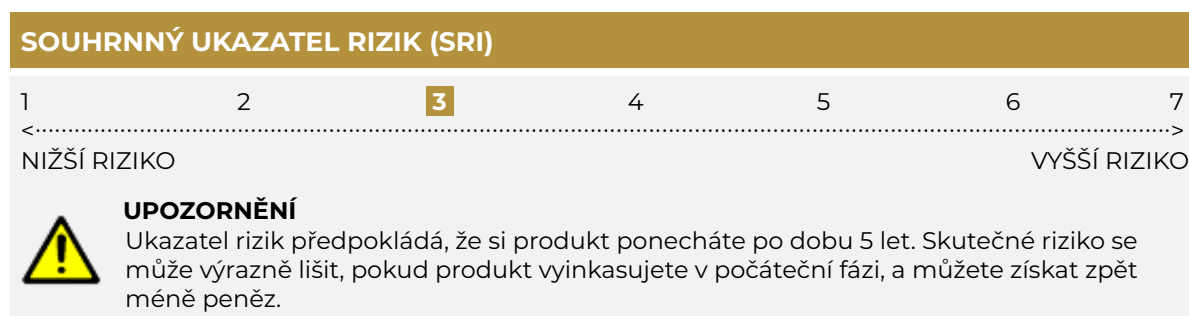 SOUHRNNÝ UKAZATEL RIZIK (SRI)
1 2 3 4 5 6 7
NIŽŠÍ RIZIKO VYŠŠÍ RIZIKO
UPOZORNĚNÍ
Ukazatel rizik předpokládá, že si produkt ponecháte po dobu 5 let. Skutečné riziko se
může výrazně lišit, pokud produkt vyinkasujete v počáteční fázi, a můžete získat zpět
méně peněz.